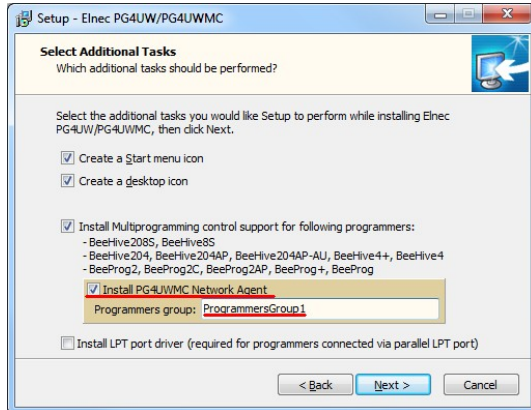 Setup - Elnec PG4UW/PG4UWMC
Select Additional Tasks
Which additional tasks should be performed?
Select the additional tasks you would like Setup to perform while installing Elnec
PG4UW/PG4UWMC, then click Next.
Create a Start menu icon
Create a desktop icon
Install Multiprogramming control support for following programmers:
- BeeHive208S, BeeHive8S
- BeeHive204, BeeHive204AP, BeeHive204AP-AU, BeeHive4+, BeeHive4
- BeeProg2, BeeProg2C, BeeProg2AP, BeeProg+, BeeProg
Install PG4UWMC Network Agent
Programmers group: ProgrammersGroup1
Install LPT port driver (required for programmers connected via parallel LPT port)
< Back Next > Cancel